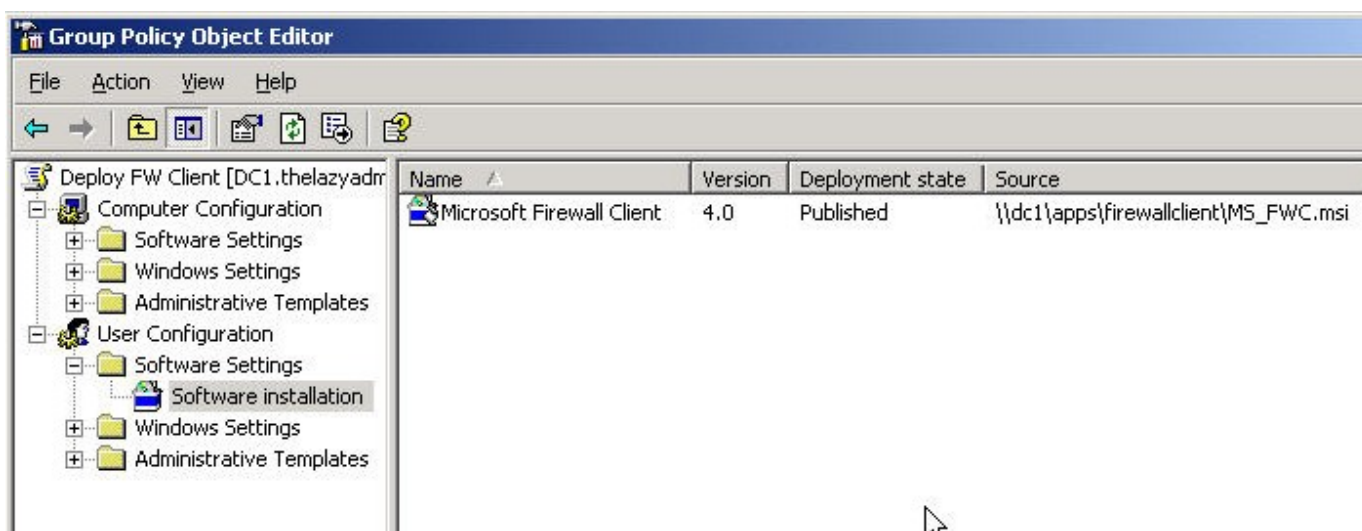 Group Policy Object Editor
File Action View Help
Deploy FW Client [DC1.thelazyadm
Computer Configuration
Software Settings
Windows Settings
Administrative Templates
User Configuration
Software Settings
Software installation
Windows Settings
Administrative Templates
Name Version Deployment state Source
Microsoft Firewall Client 4.0 Published \\dc1\apps\firewallclient\MS_FWC.msi